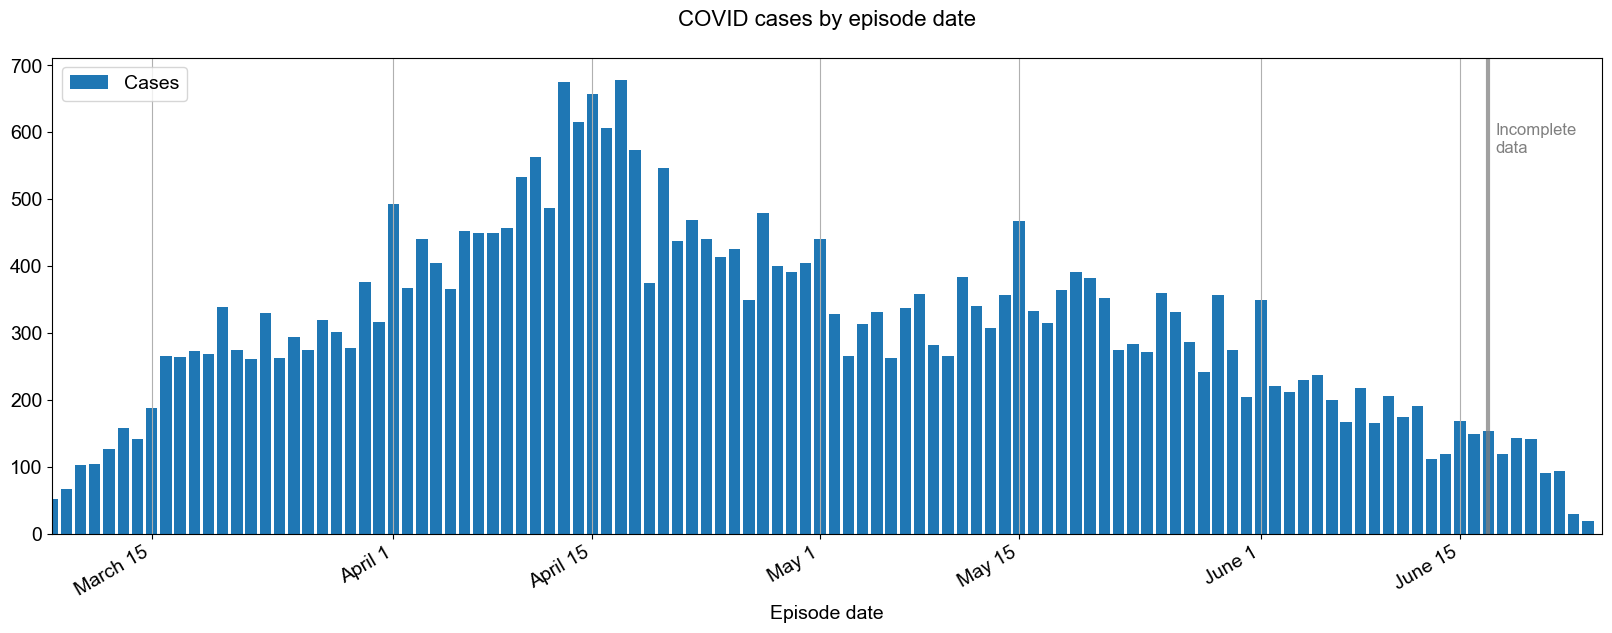 COVID cases by episode date
700
Cases
600
Incomplete
data
500
400
300
200
100
0
March 15
April 1
April 15
May 1
May 15
June 1
June 15
Episode date